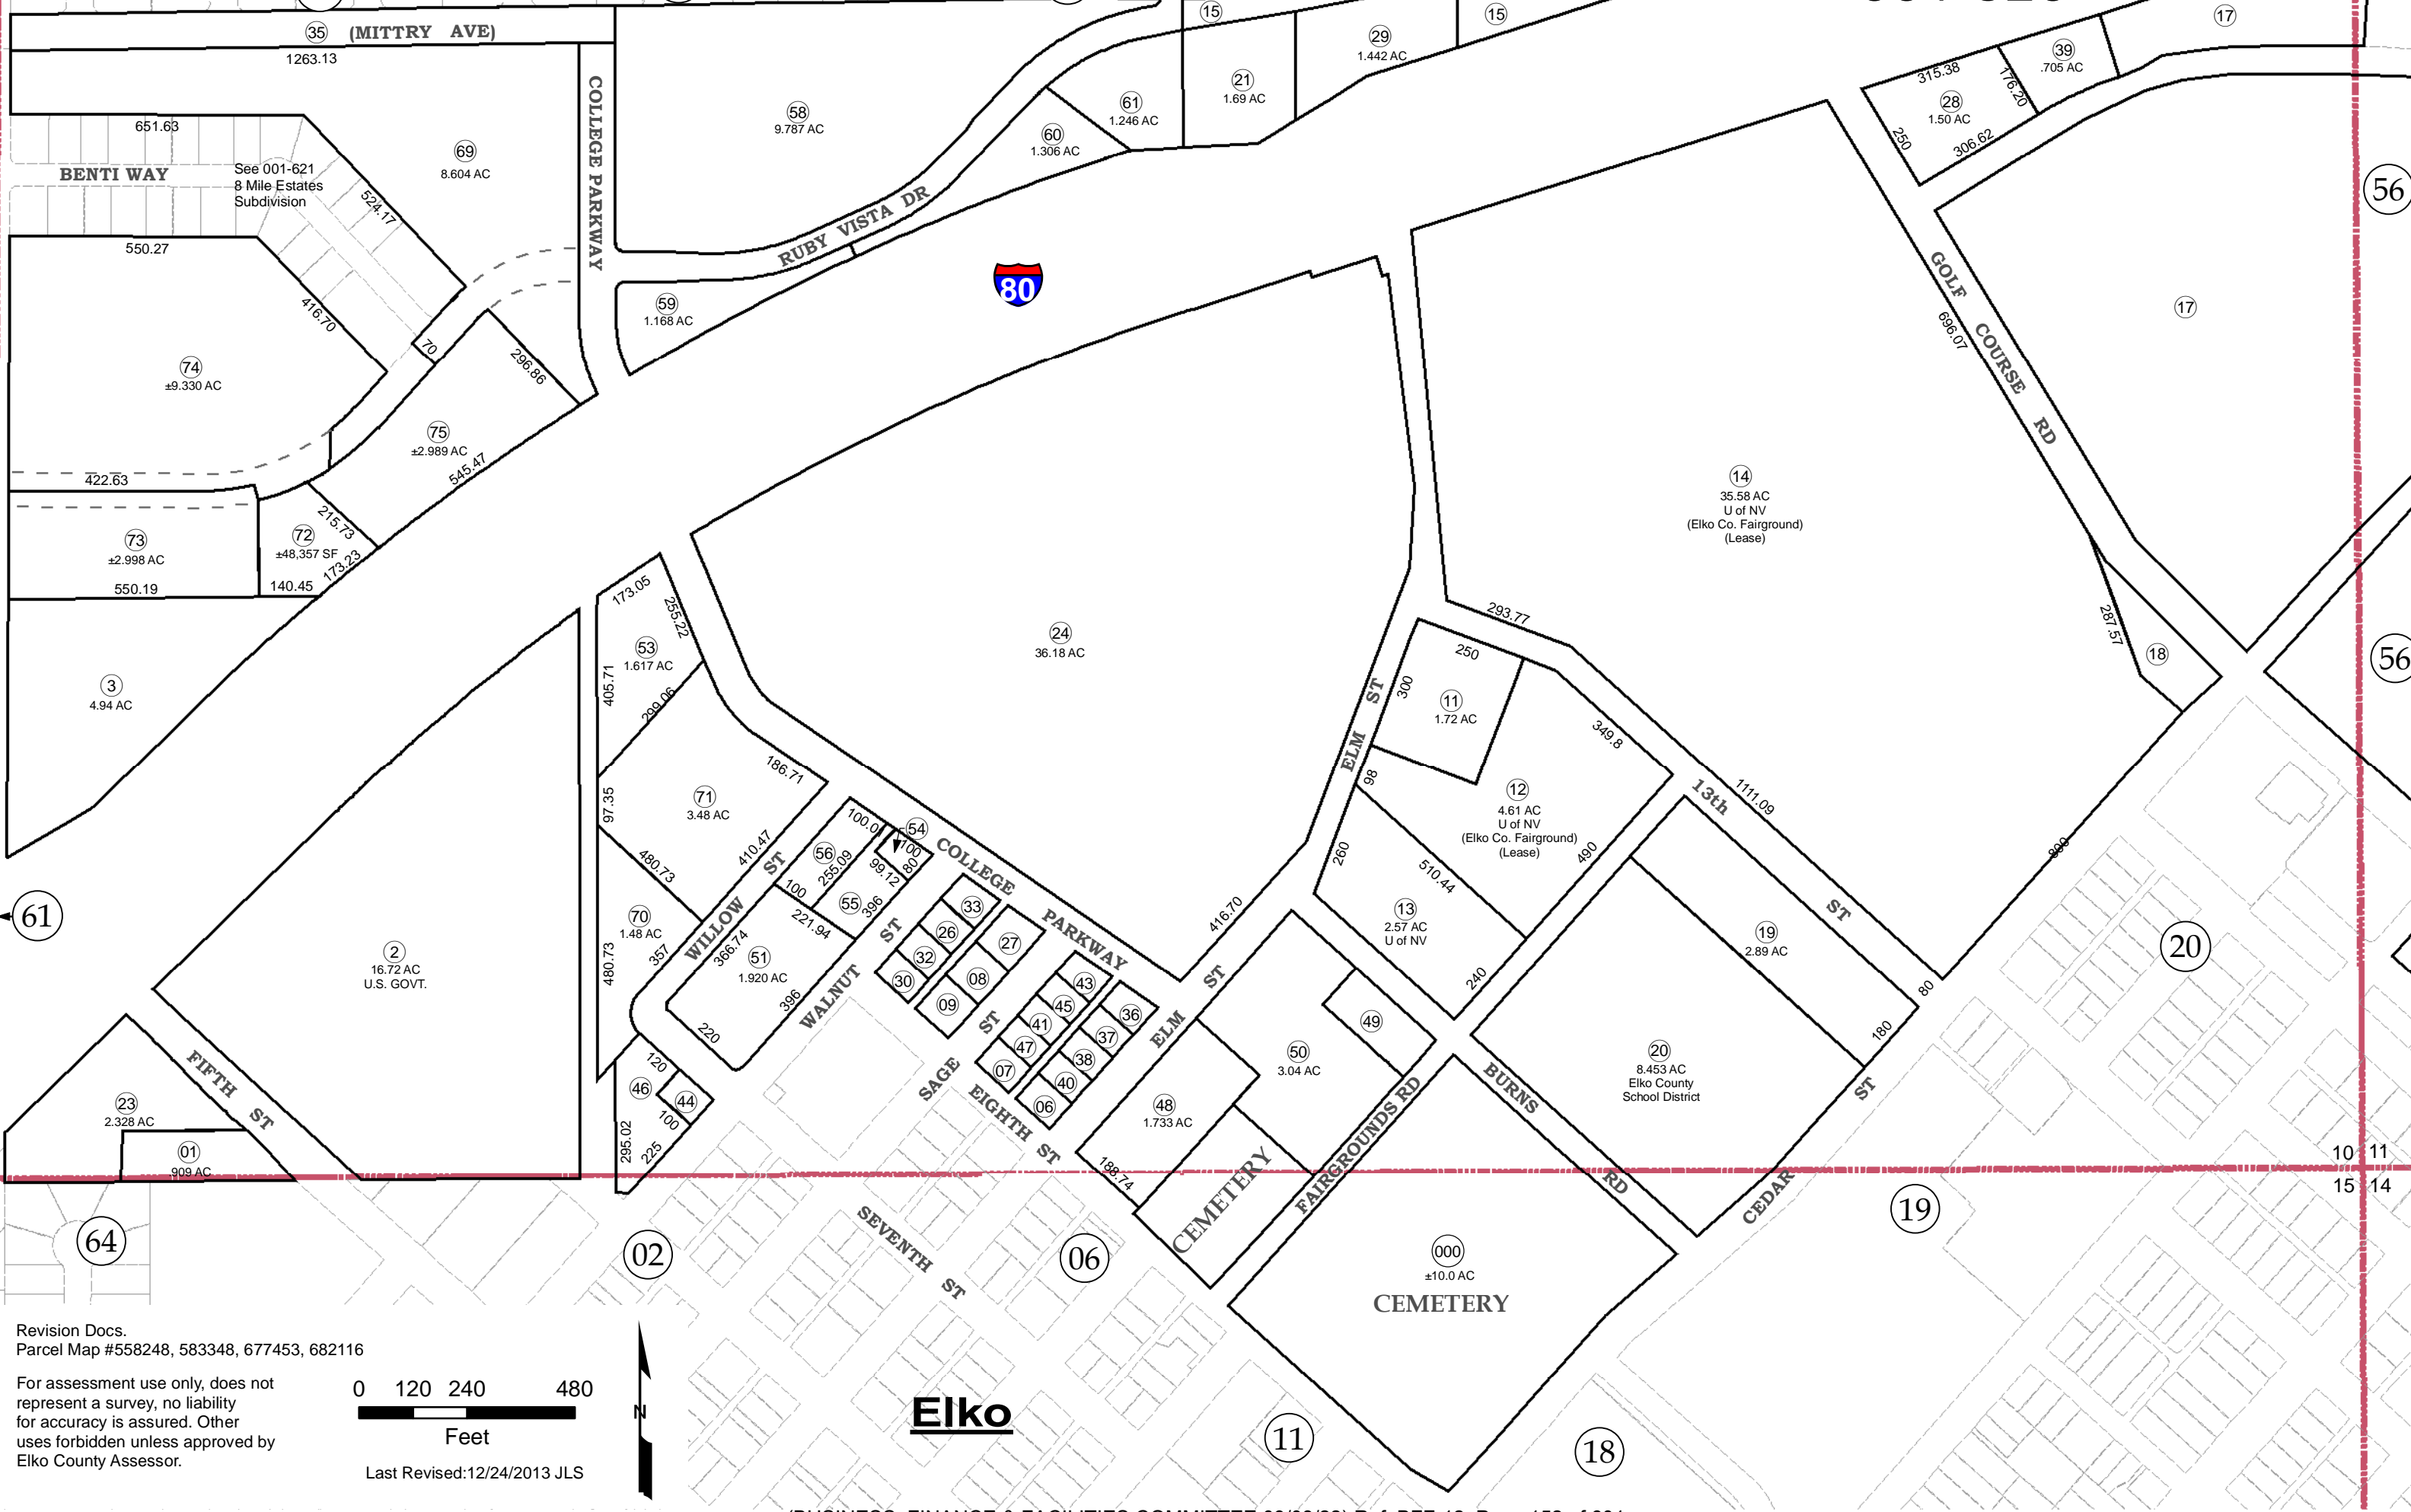 35 (MITTRY AVE)
1263.13
651.63
BENTI WAY
See 001-621
8 Mile Estates
Subdivision
524.17
69
8.604 AC
COLLEGE PARKWAY
58
9.787 AC
RUBY VISTA DR
15
61
1.246 AC
60
1.306 AC
21
1.69 AC
29
1.442 AC
15
17
39
.705 AC
315.38
176.20
28
1.50 AC
250
306.62
56
550.27
416.70
74
±9.330 AC
70
296.86
59
1.168 AC
80
GOLF COURSE RD
696.07
17
75
±2.989 AC
545.47
422.63
73
±2.998 AC
550.19
72
±48,357 SF
215.73
173.23
140.45
14
35.58 AC
U of NV
(Elko Co. Fairground)
(Lease)
3
4.94 AC
173.05
255.22
53
1.617 AC
405.71
299.06
24
36.18 AC
293.77
250
300
11
1.72 AC
ELM ST
98
349.8
287.57
18
56
186.71
71
3.48 AC
97.35
410.47
480.73
12
4.61 AC
U of NV
(Elko Co. Fairground)
(Lease)
13th ST
1111.09
800
490
510.44
260
54
100
80
99.12
56
255.09
100
55
396
221.94
COLLEGE PARKWAY
61
2
16.72 AC
U.S. GOVT.
70
1.48 AC
480.73
357
WILLOW ST
366.74
51
1.920 AC
396
220
WALNUT ST
33
26
32
30
27
08
09
416.70
13
2.57 AC
U of NV
240
19
2.89 AC
80
180
20
SAGE ST
43
45
41
47
07
36
37
38
40
06
ELM ST
49
50
3.04 AC
48
1.733 AC
188.74
20
8.453 AC
Elko County
School District
BURNS RD
FAIRGROUNDS RD
CEDAR ST
EIGHTH ST
FIFTH ST
23
2.328 AC
01
909 AC
120
46
44
100
295.02
225
10 11
15 14
64
02
SEVENTH ST
06
CEMETERY
000
±10.0 AC
CEMETERY
19
Revision Docs.
Parcel Map #558248, 583348, 677453, 682116
For assessment use only, does not
represent a survey, no liability
for accuracy is assured. Other
uses forbidden unless approved by
Elko County Assessor.
0 120 240 480
Feet
Last Revised:12/24/2013 JLS
N
Elko
11
18